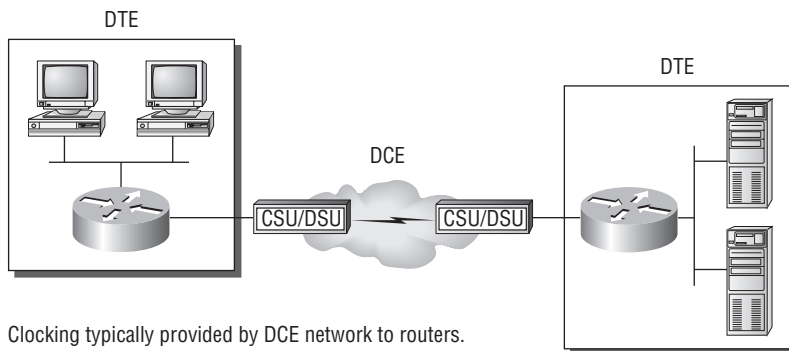 DTE
DTE
DCE
CSU/DSU
CSU/DSU
Clocking typically provided by DCE network to routers.